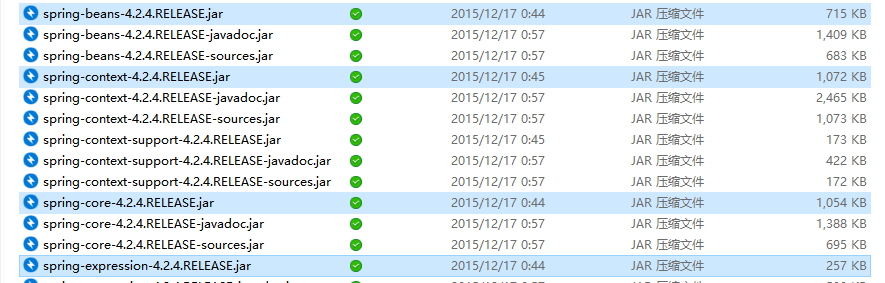 spring-beans-4.2.4.RELEASE.jar 2015/12/17 0:44 JAR 压缩文件 715 KB
spring-beans-4.2.4.RELEASE-javadoc.jar 2015/12/17 0:57 JAR 压缩文件 1,409 KB
spring-beans-4.2.4.RELEASE-sources.jar 2015/12/17 0:57 JAR 压缩文件 683 KB
spring-context-4.2.4.RELEASE.jar 2015/12/17 0:45 JAR 压缩文件 1,072 KB
spring-context-4.2.4.RELEASE-javadoc.jar 2015/12/17 0:57 JAR 压缩文件 2,465 KB
spring-context-4.2.4.RELEASE-sources.jar 2015/12/17 0:57 JAR 压缩文件 1,073 KB
spring-context-support-4.2.4.RELEASE.jar 2015/12/17 0:45 JAR 压缩文件 173 KB
spring-context-support-4.2.4.RELEASE-javadoc.jar 2015/12/17 0:57 JAR 压缩文件 422 KB
spring-context-support-4.2.4.RELEASE-sources.jar 2015/12/17 0:57 JAR 压缩文件 172 KB
spring-core-4.2.4.RELEASE.jar 2015/12/17 0:44 JAR 压缩文件 1,054 KB
spring-core-4.2.4.RELEASE-javadoc.jar 2015/12/17 0:57 JAR 压缩文件 1,388 KB
spring-core-4.2.4.RELEASE-sources.jar 2015/12/17 0:57 JAR 压缩文件 695 KB
spring-expression-4.2.4.RELEASE.jar 2015/12/17 0:44 JAR 压缩文件 257 KB